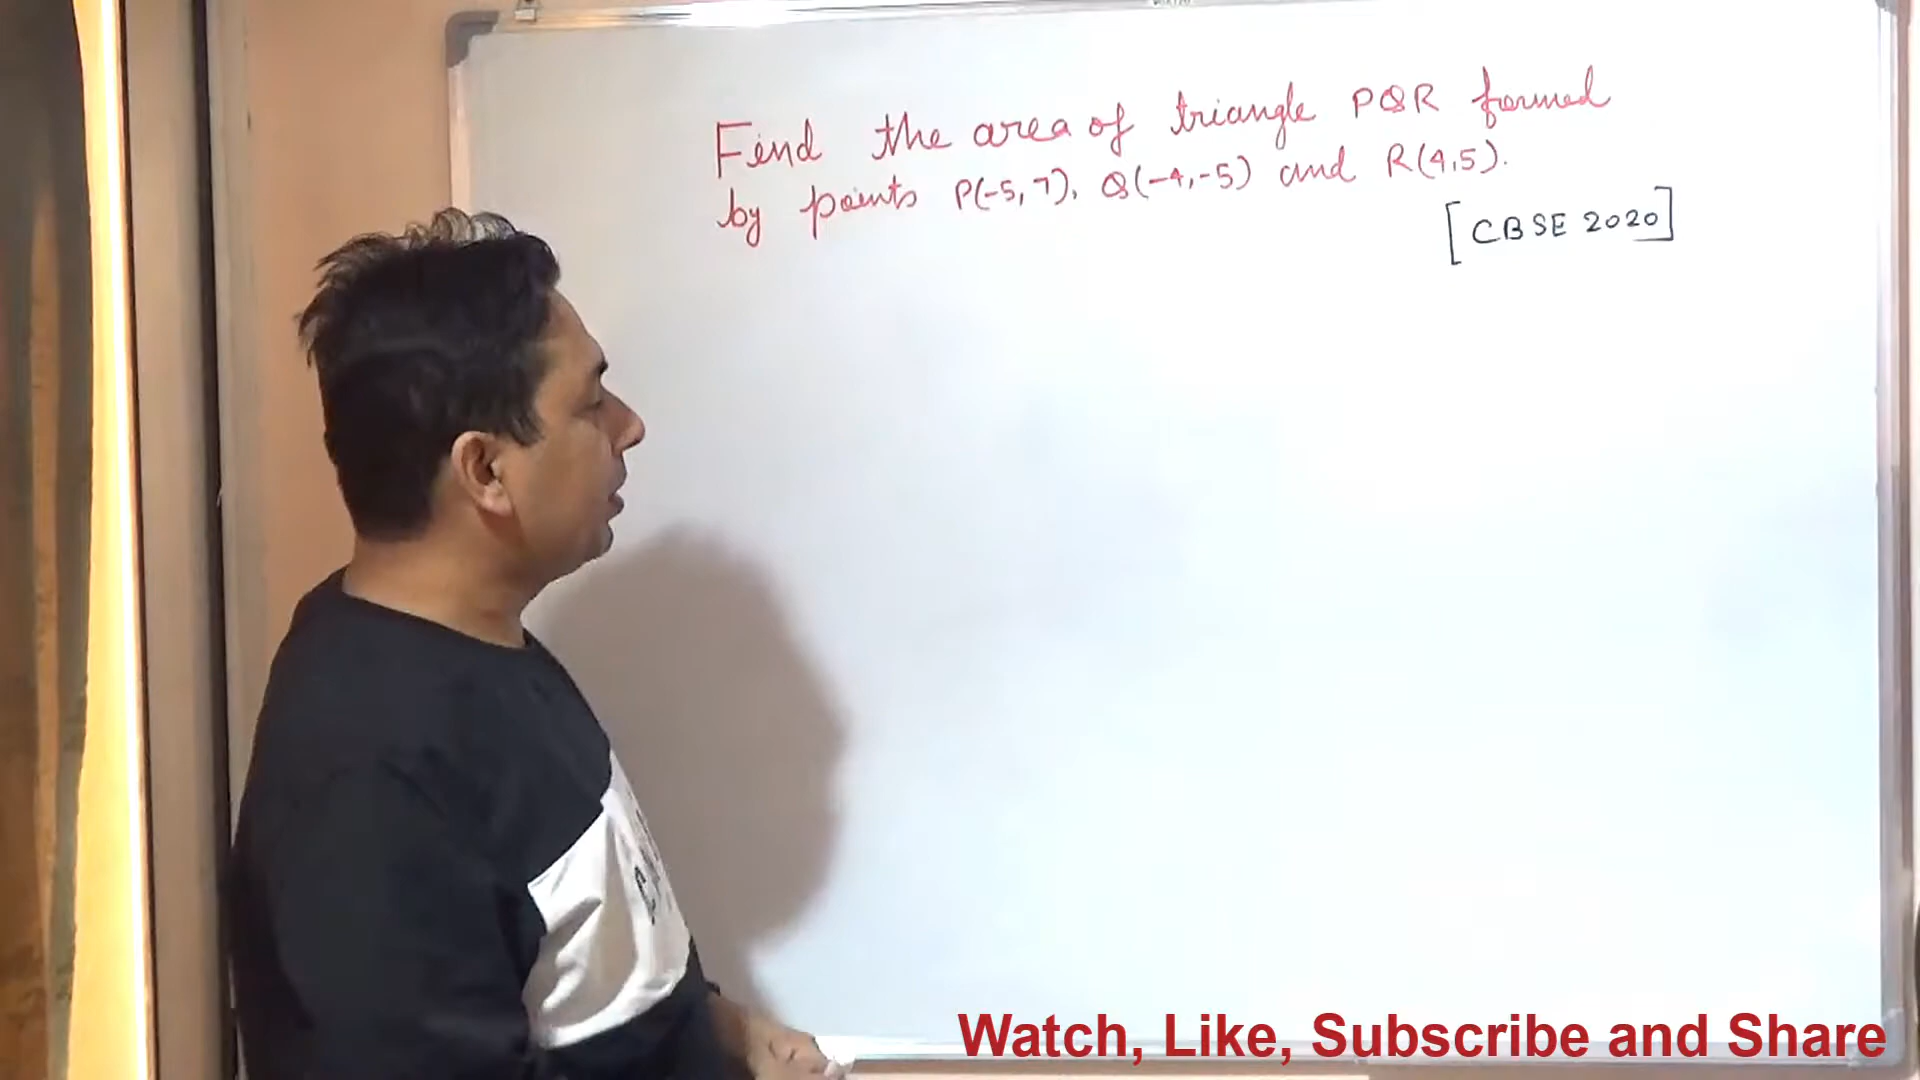 Find the area of triangle PQR formed
by points P(-5, 7), Q(-4,-5) and R(4,5).
[CBSE 2020]
Watch, Like, Subscribe and Share